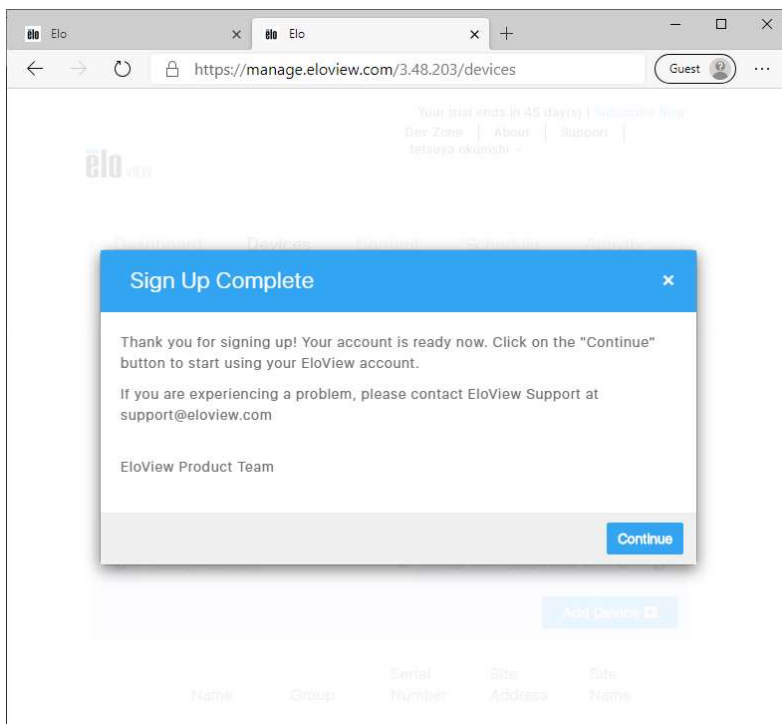 elo Elo
elo Elo
https://manage.eloview.com/3.48.203/devices
Guest
Your trial ends in 45 day(s) | Subscribe Now
Dev Zone | About | Support |
tetsuya okunishi
elo view
Dashboard Devices Content Schedule
Sign Up Complete
Thank you for signing up! Your account is ready now. Click on the "Continue"
button to start using your EloView account.
If you are experiencing a problem, please contact EloView Support at
support@eloview.com
EloView Product Team
Continue
Add Device
Name Group Serial Number Site Address Site Name